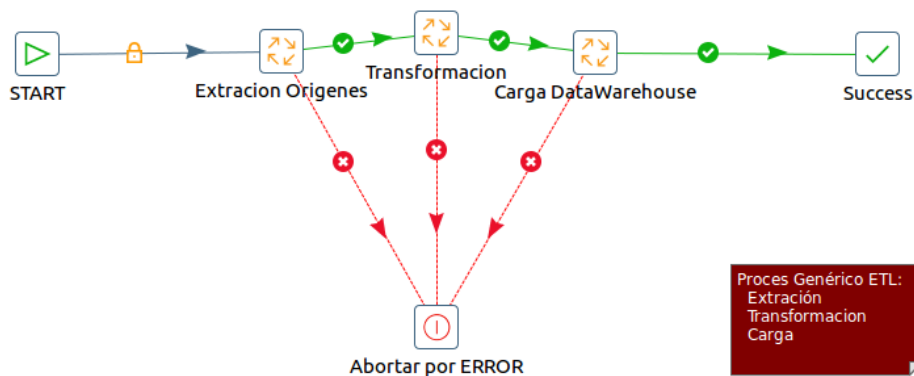 START
Extracion Origenes
Transformacion
Carga DataWarehouse
Success
Abortar por ERROR
Proces Genérico ETL:
Extración
Transformacion
Carga